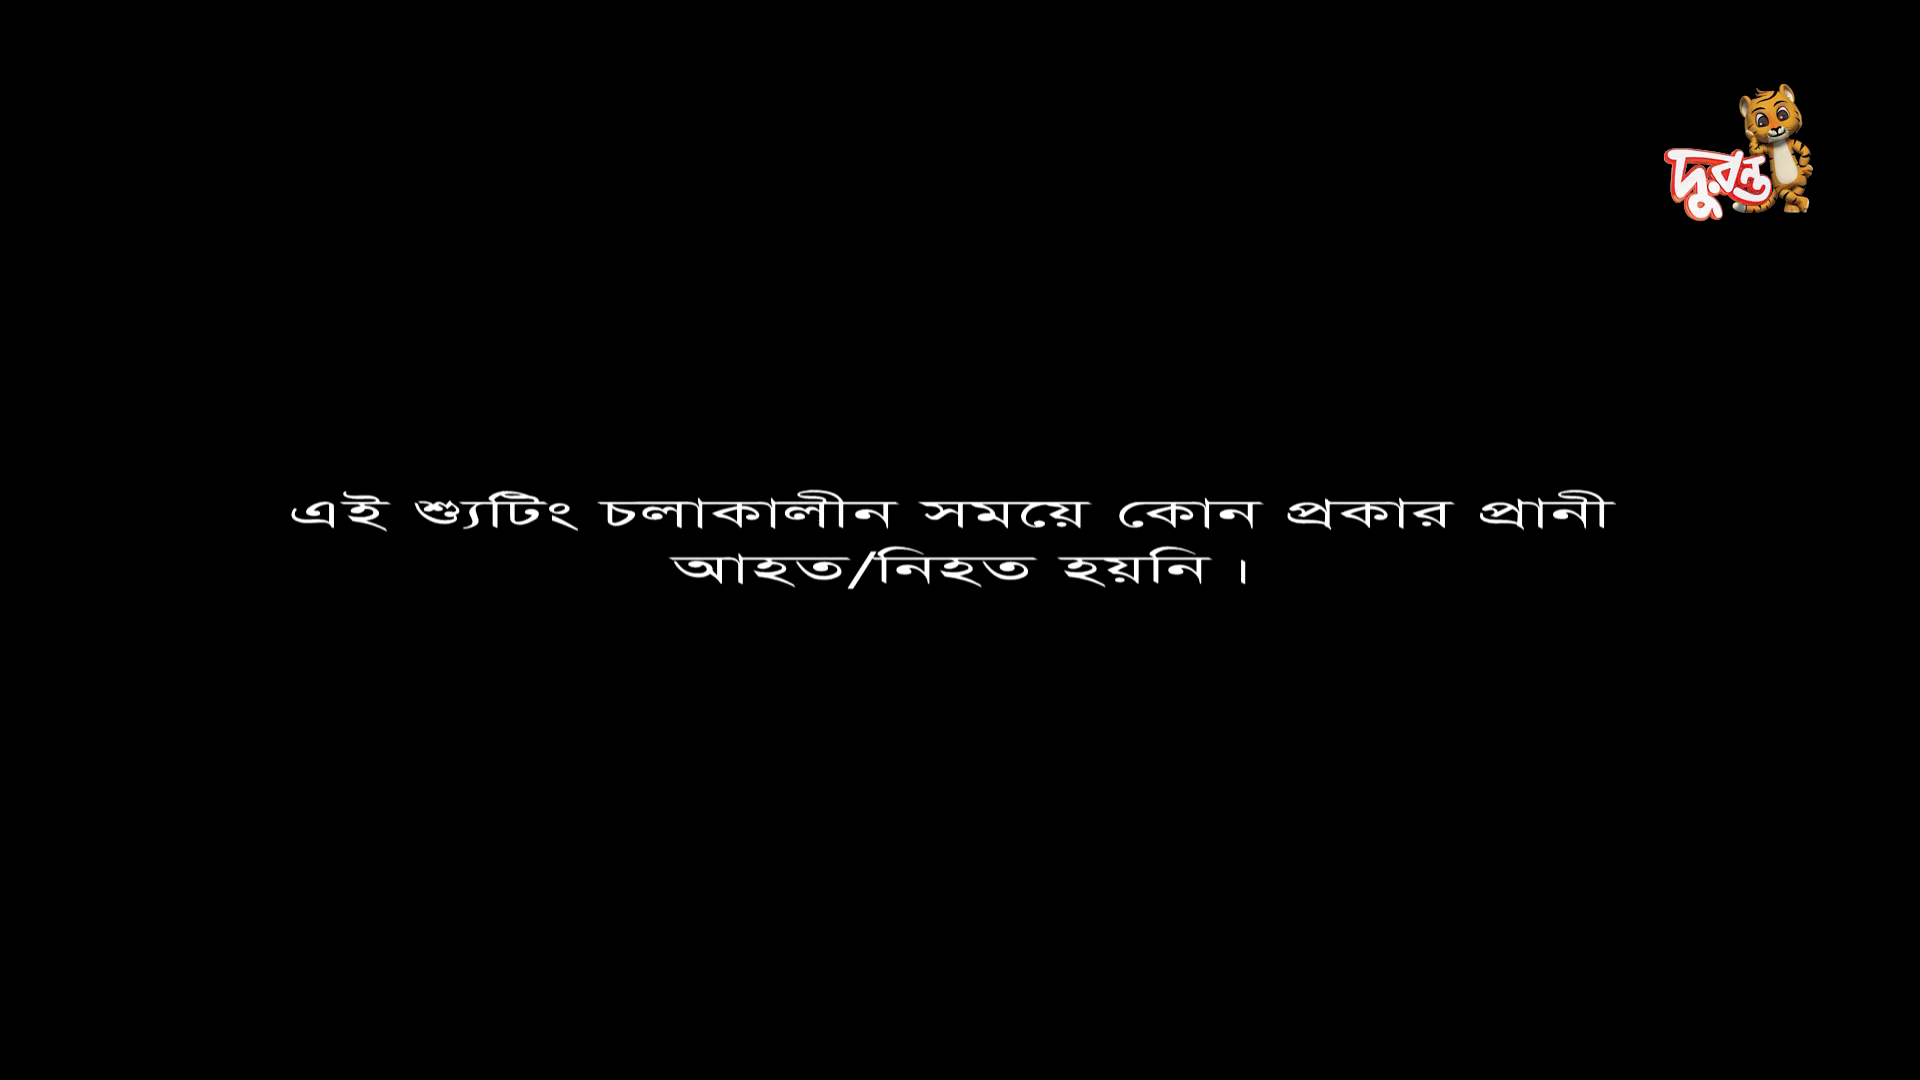 দুরন্ত
এই শ্যুটিং চলাকালীন সময়ে কোন প্রকার প্রানী
আহত/নিহত হয়নি ।